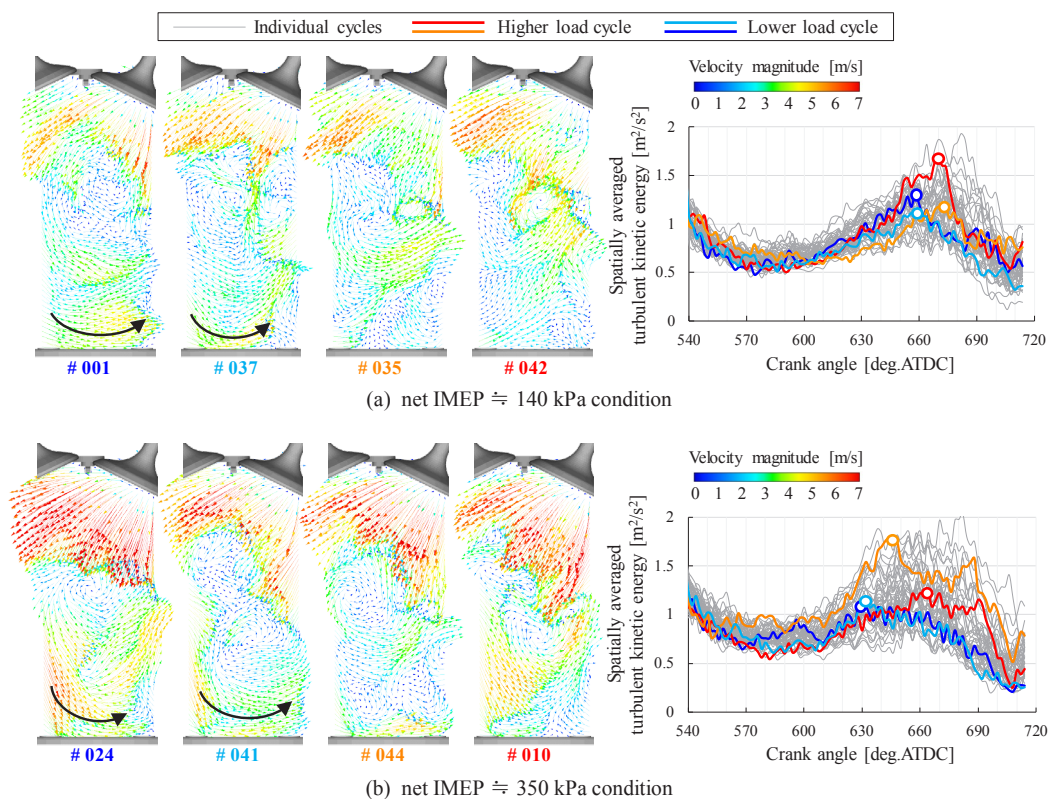 Individual cycles Higher load cycle Lower load cycle
# 001 # 037 # 035 # 042
Velocity magnitude [m/s]
0 1 2 3 4 5 6 7
Spatially averaged
turbulent kinetic energy [m²/s²]
2
1.5
1
0.5
0
540 570 600 630 660 690 720
Crank angle [deg.ATDC]
(a) net IMEP ≒ 140 kPa condition
# 024 # 041 # 044 # 010
Velocity magnitude [m/s]
0 1 2 3 4 5 6 7
Spatially averaged
turbulent kinetic energy [m²/s²]
2
1.5
1
0.5
0
540 570 600 630 660 690 720
Crank angle [deg.ATDC]
(b) net IMEP ≒ 350 kPa condition